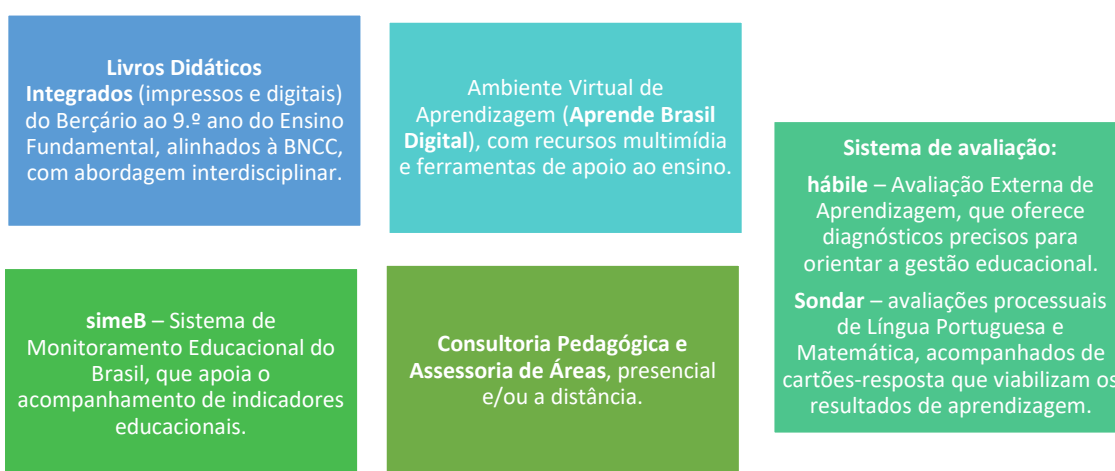 Livros Didáticos
Integrados (impressos e digitais)
do Berçário ao 9.º ano do Ensino
Fundamental, alinhados à BNCC,
com abordagem interdisciplinar.
Ambiente Virtual de
Aprendizagem (Aprende Brasil
Digital), com recursos multimídia
e ferramentas de apoio ao ensino.
Sistema de avaliação:
hábile – Avaliação Externa de
Aprendizagem, que oferece
diagnósticos precisos para
orientar a gestão educacional.
Sondar – avaliações processuais
de Língua Portuguesa e
Matemática, acompanhados de
cartões-resposta que viabilizam os
resultados de aprendizagem.
simeB – Sistema de
Monitoramento Educacional do
Brasil, que apoia o
acompanhamento de indicadores
educacionais.
Consultoria Pedagógica e
Assessoria de Áreas, presencial
e/ou a distância.